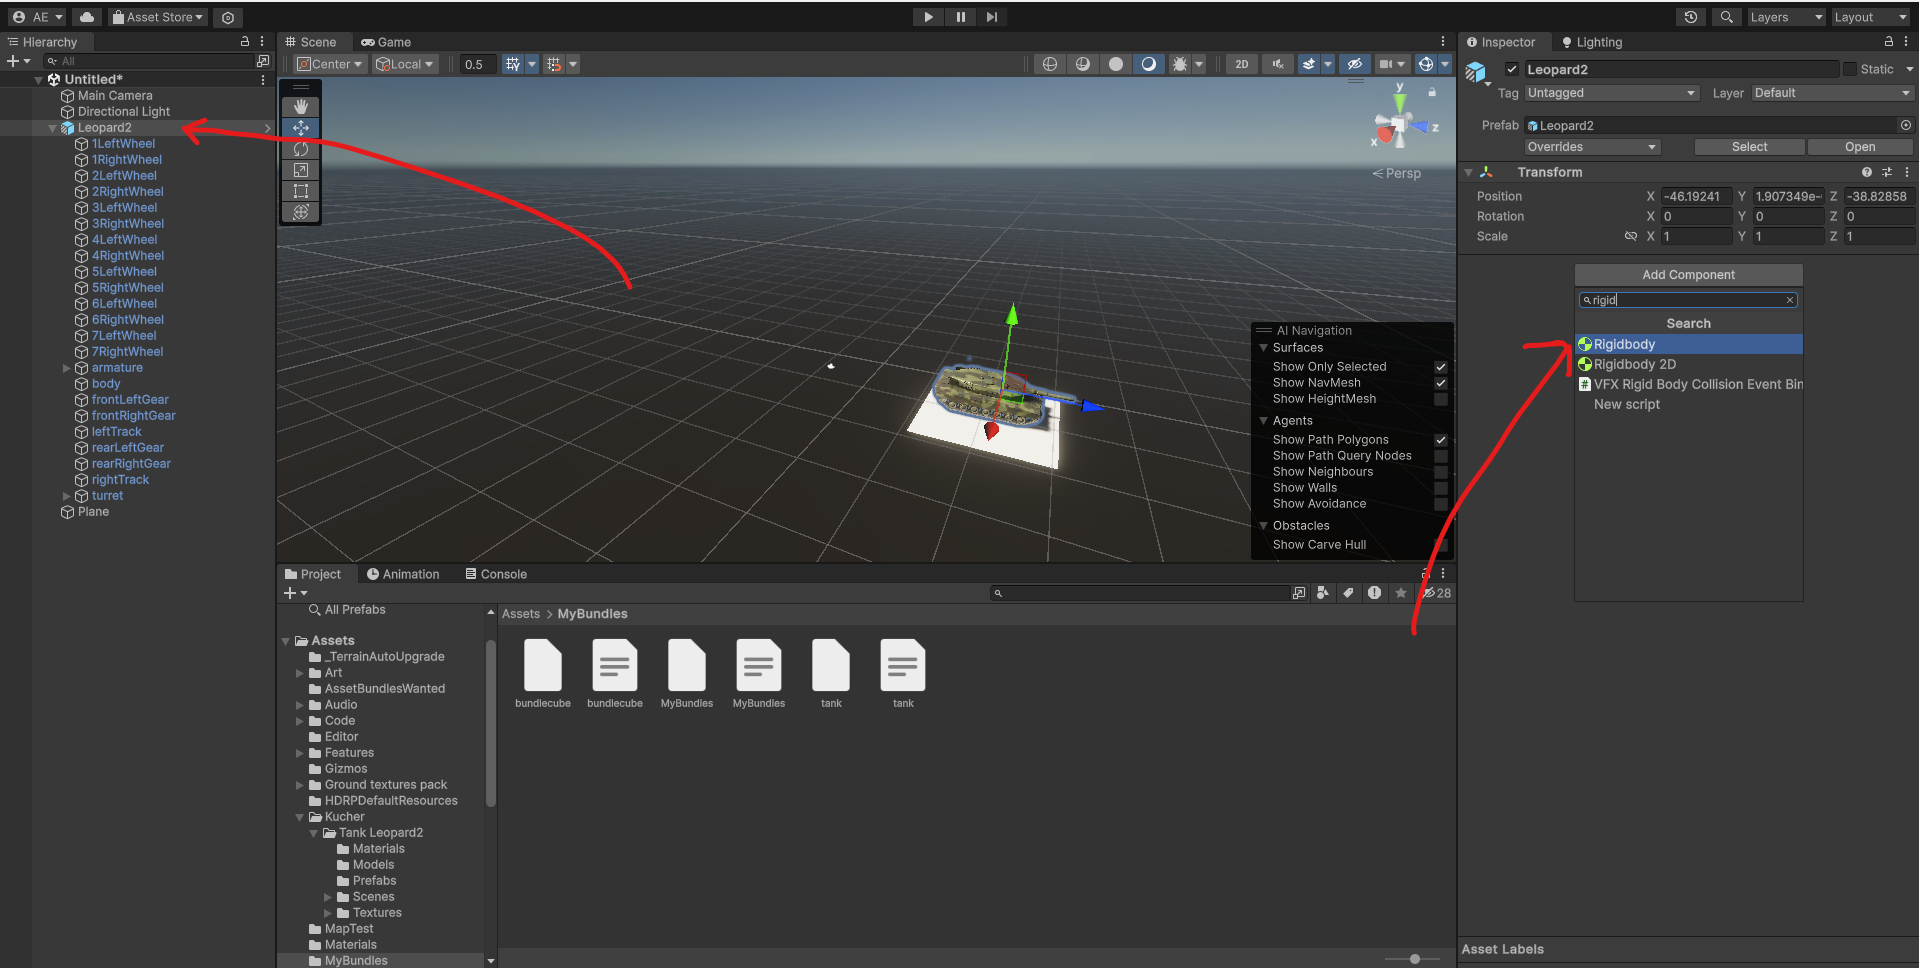 AE
Asset Store
Layers
Layout
Hierarchy
All
Untitled*
Main Camera
Directional Light
Leopard2
1LeftWheel
1RightWheel
2LeftWheel
2RightWheel
3LeftWheel
3RightWheel
4LeftWheel
4RightWheel
5LeftWheel
5RightWheel
6LeftWheel
6RightWheel
7LeftWheel
7RightWheel
armature
body
frontLeftGear
frontRightGear
leftTrack
rearLeftGear
rearRightGear
rightTrack
turret
Plane
Scene
Game
Center
Local
0.5
2D
y
z
x
Persp
AI Navigation
Surfaces
Show Only Selected
Show NavMesh
Show HeightMesh
Agents
Show Path Polygons
Show Path Query Nodes
Show Neighbours
Show Walls
Show Avoidance
Obstacles
Show Carve Hull
Project
Animation
Console
28
All Prefabs
Assets
_TerrainAutoUpgrade
Art
AssetBundlesWanted
Audio
Code
Editor
Features
Gizmos
Ground textures pack
HDRPDefaultResources
Kucher
Tank Leopard2
Materials
Models
Prefabs
Scenes
Textures
MapTest
Materials
MyBundles
Assets > MyBundles
bundlecube
bundlecube
MyBundles
MyBundles
tank
tank
Inspector
Lighting
Leopard2
Static
Tag Untagged
Layer Default
Prefab Leopard2
Overrides
Select
Open
Transform
Position X -46.19241 Y 1.907349e- Z -38.82858
Rotation X 0 Y 0 Z 0
Scale X 1 Y 1 Z 1
Add Component
rigid
Search
Rigidbody
Rigidbody 2D
VFX Rigid Body Collision Event Bin
New script
Asset Labels